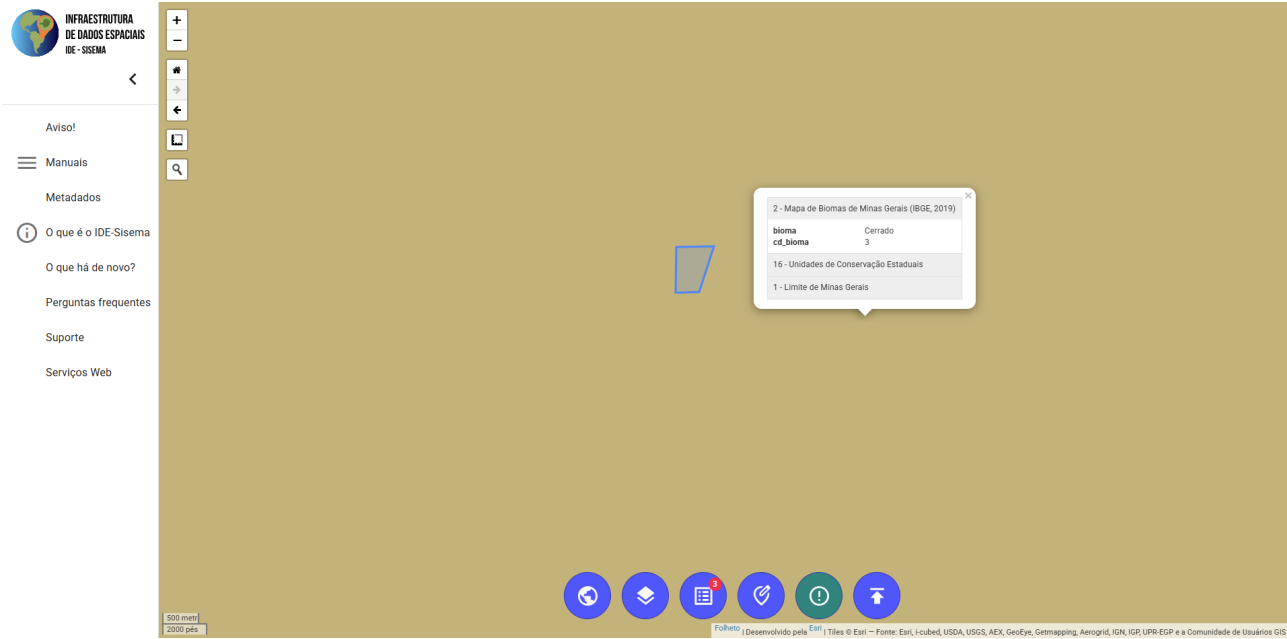 INFRAESTRUTURA
DE DADOS ESPACIAIS
IDE - SISEMA
Aviso!
Manuais
Metadados
O que é o IDE-Sisema
O que há de novo?
Perguntas frequentes
Suporte
Serviços Web
+
−
2 - Mapa de Biomas de Minas Gerais (IBGE, 2019)
bioma Cerrado
cd_bioma 3
16 - Unidades de Conservação Estaduais
1 - Limite de Minas Gerais
3
500 metr
2000 pés
Folheto | Desenvolvido pela Esri | Tiles © Esri — Fonte: Esri, i-cubed, USDA, USGS, AEX, GeoEye, Getmapping, Aerogrid, IGN, IGP, UPR-EGP e a Comunidade de Usuários GIS